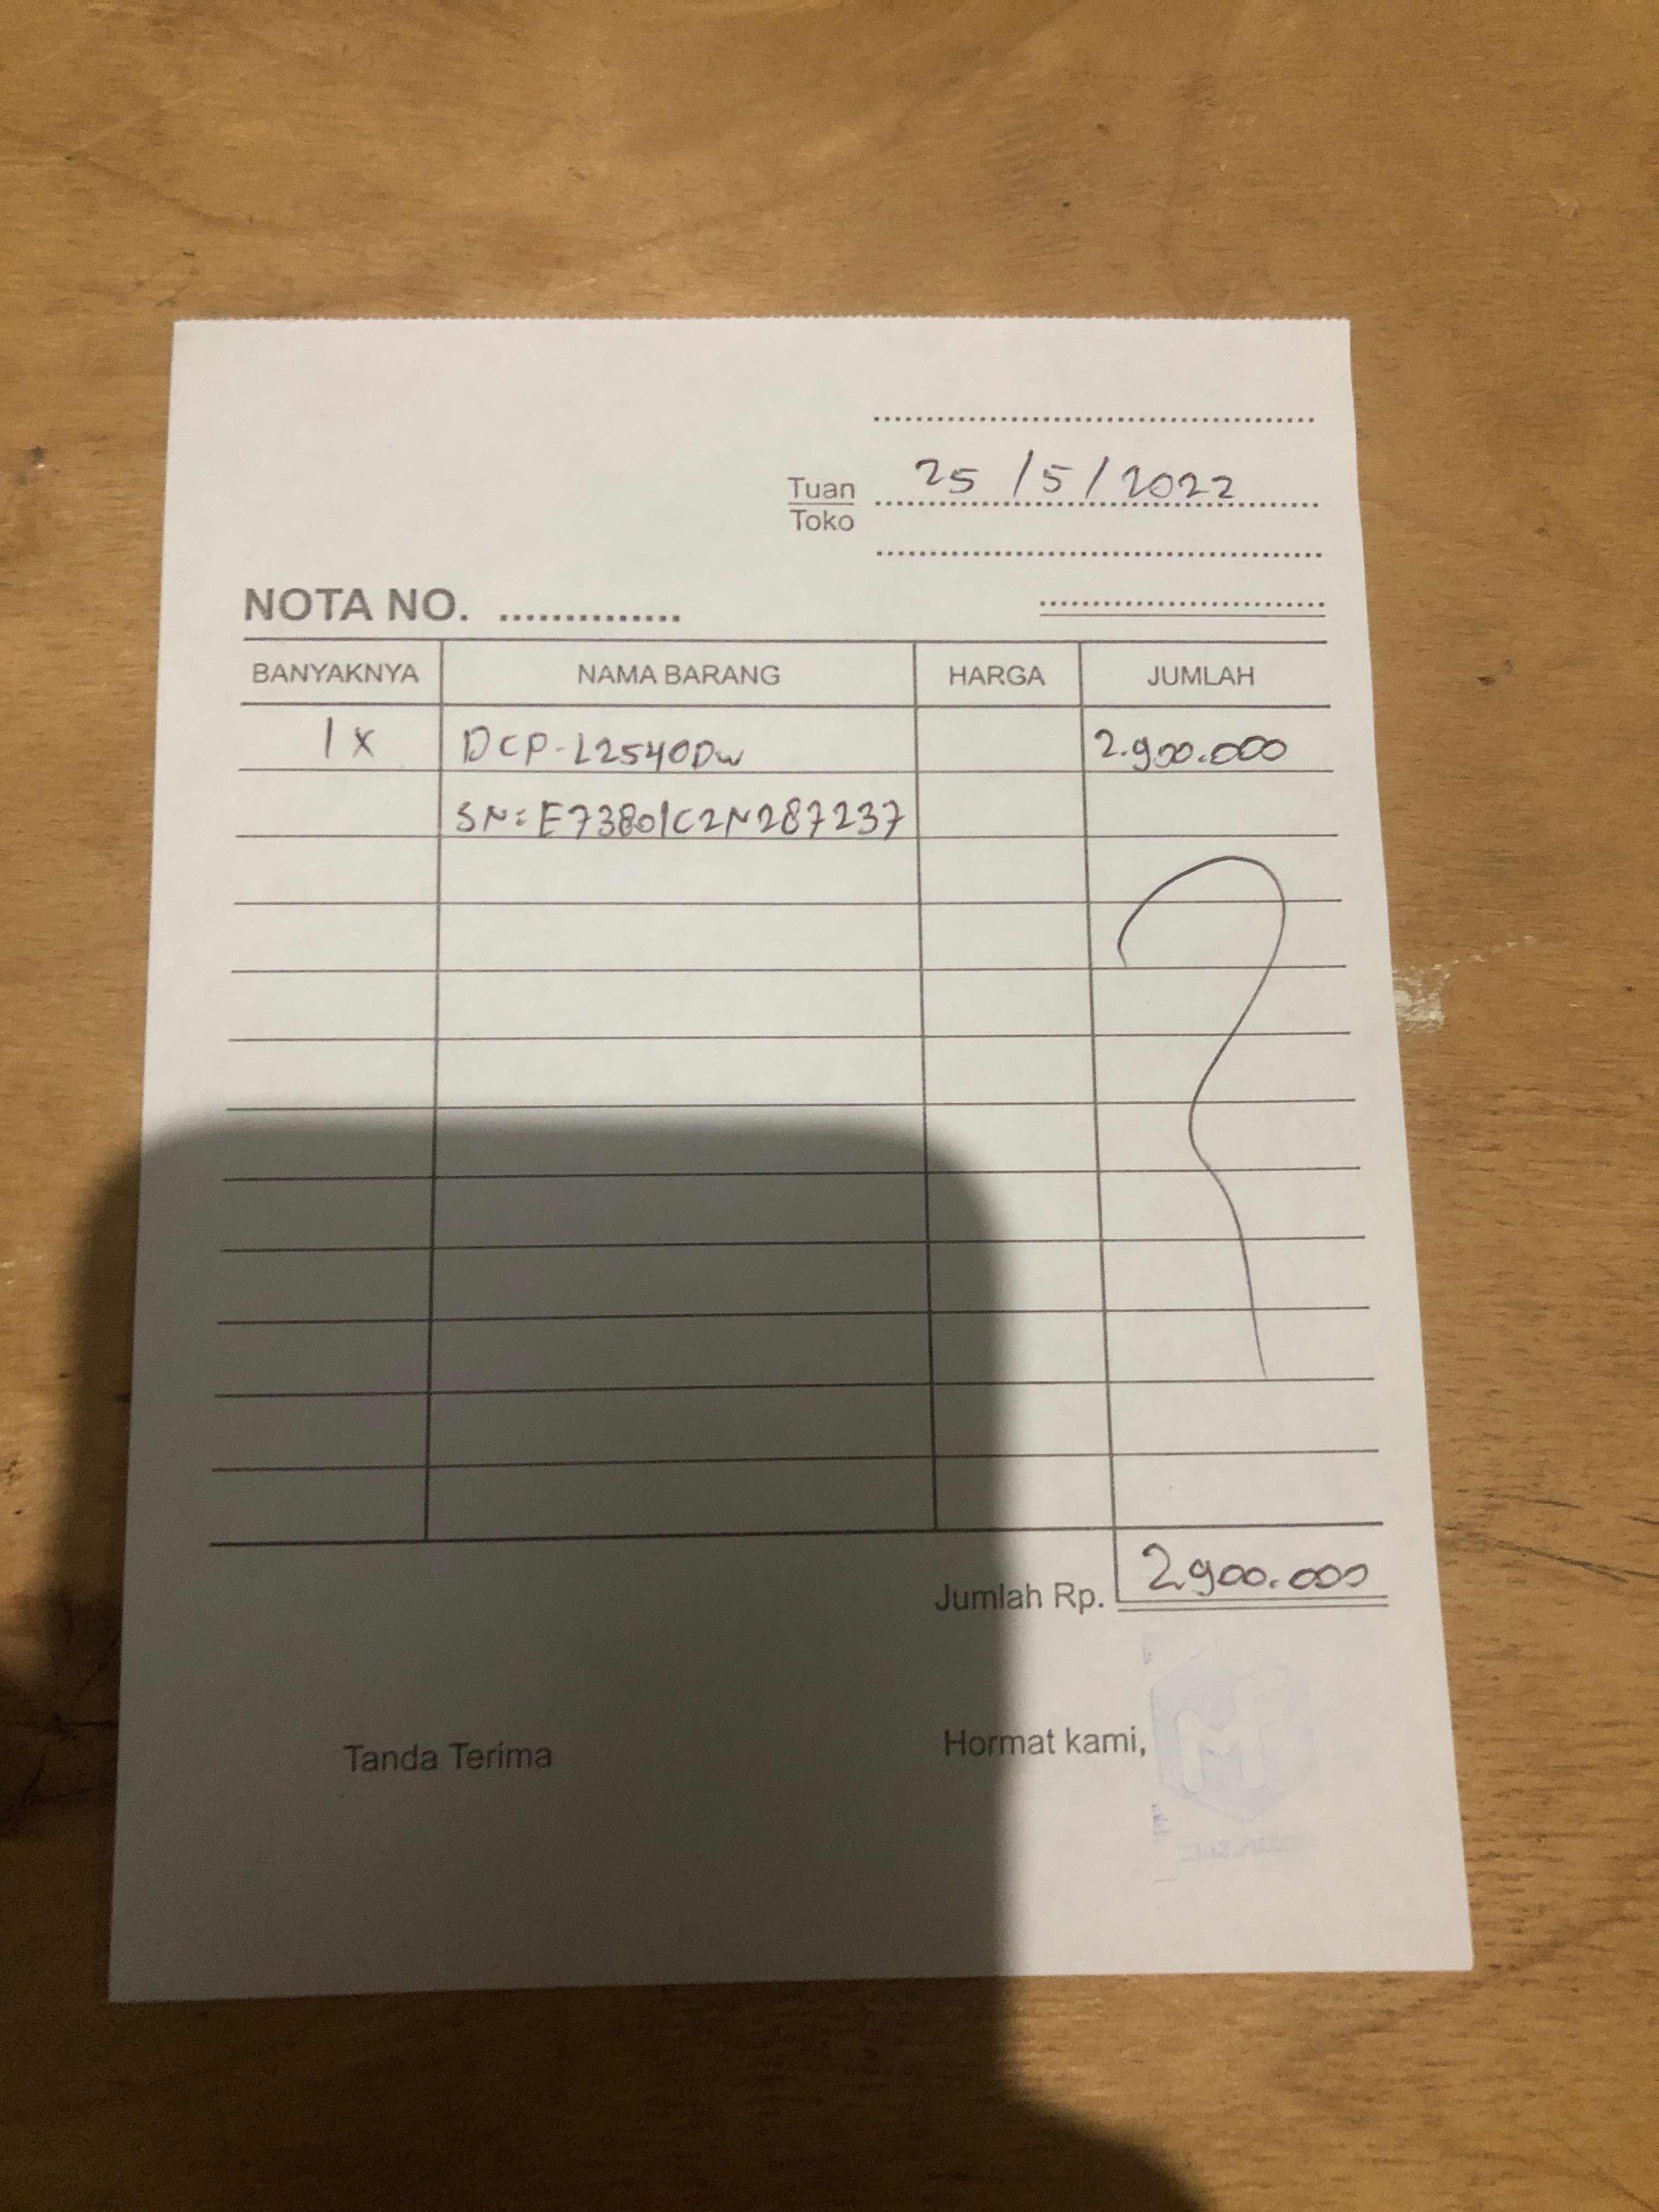 25/5/2022
Tuan
Toko
NOTA NO. ..............
BANYAKNYA NAMA BARANG HARGA JUMLAH
1x DCP-L2540DW 2.900.000
SN: E73801C2N287237
Jumlah Rp. 2.900.000
Tanda Terima Hormat kami,